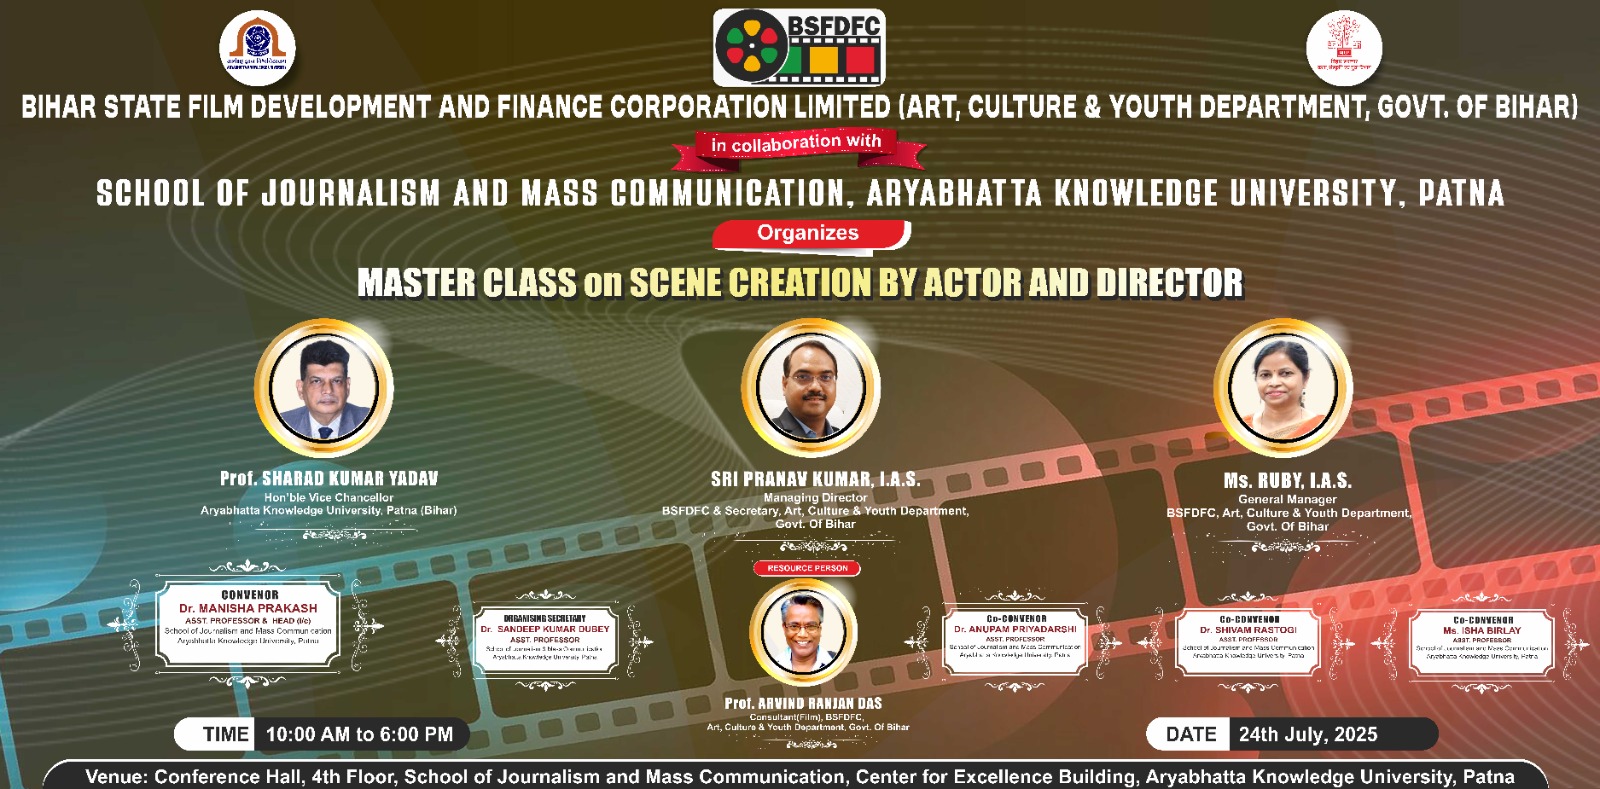 आर्यभट्ट ज्ञान विश्वविद्यालय
ARYABHATTA KNOWLEDGE UNIVERSITY
BSFDFC
बिहार सरकार
कला, संस्कृति एवं युवा विभाग
BIHAR STATE FILM DEVELOPMENT AND FINANCE CORPORATION LIMITED (ART, CULTURE & YOUTH DEPARTMENT, GOVT. OF BIHAR)
in collaboration with
SCHOOL OF JOURNALISM AND MASS COMMUNICATION, ARYABHATTA KNOWLEDGE UNIVERSITY, PATNA
Organizes
MASTER CLASS on SCENE CREATION BY ACTOR AND DIRECTOR
Prof. SHARAD KUMAR YADAV
Hon'ble Vice Chancellor
Aryabhatta Knowledge University, Patna (Bihar)
SRI PRANAV KUMAR, I.A.S.
Managing Director
BSFDFC & Secretary, Art, Culture & Youth Department,
Govt. Of Bihar
Ms. RUBY, I.A.S.
General Manager
BSFDFC, Art, Culture & Youth Department,
Govt. Of Bihar
CONVENOR
Dr. MANISHA PRAKASH
ASST. PROFESSOR & HEAD (I/c)
School of Journalism and Mass Communication
Aryabhatta Knowledge University, Patna
ORGANISING SECRETARY
Dr. SANDEEP KUMAR DUBEY
ASST. PROFESSOR
School of Journalism & Mass Communication
Aryabhatta Knowledge University, Patna
RESOURCE PERSON
Prof. ARVIND RANJAN DAS
Consultant(Film), BSFDFC,
Art, Culture & Youth Department, Govt. Of Bihar
Co-CONVENOR
Dr. ANUPAM PRIYADARSHI
ASST. PROFESSOR
School of Journalism and Mass Communication
Aryabhatta Knowledge University, Patna
Co-CONVENOR
Dr. SHIVAM RASTOGI
ASST. PROFESSOR
School of Journalism and Mass Communication
Aryabhatta Knowledge University, Patna
Co-CONVENOR
Ms. ISHA BIRLAY
ASST. PROFESSOR
School of Journalism and Mass Communication
Aryabhatta Knowledge University, Patna
TIME 10:00 AM to 6:00 PM
DATE 24th July, 2025
Venue: Conference Hall, 4th Floor, School of Journalism and Mass Communication, Center for Excellence Building, Aryabhatta Knowledge University, Patna